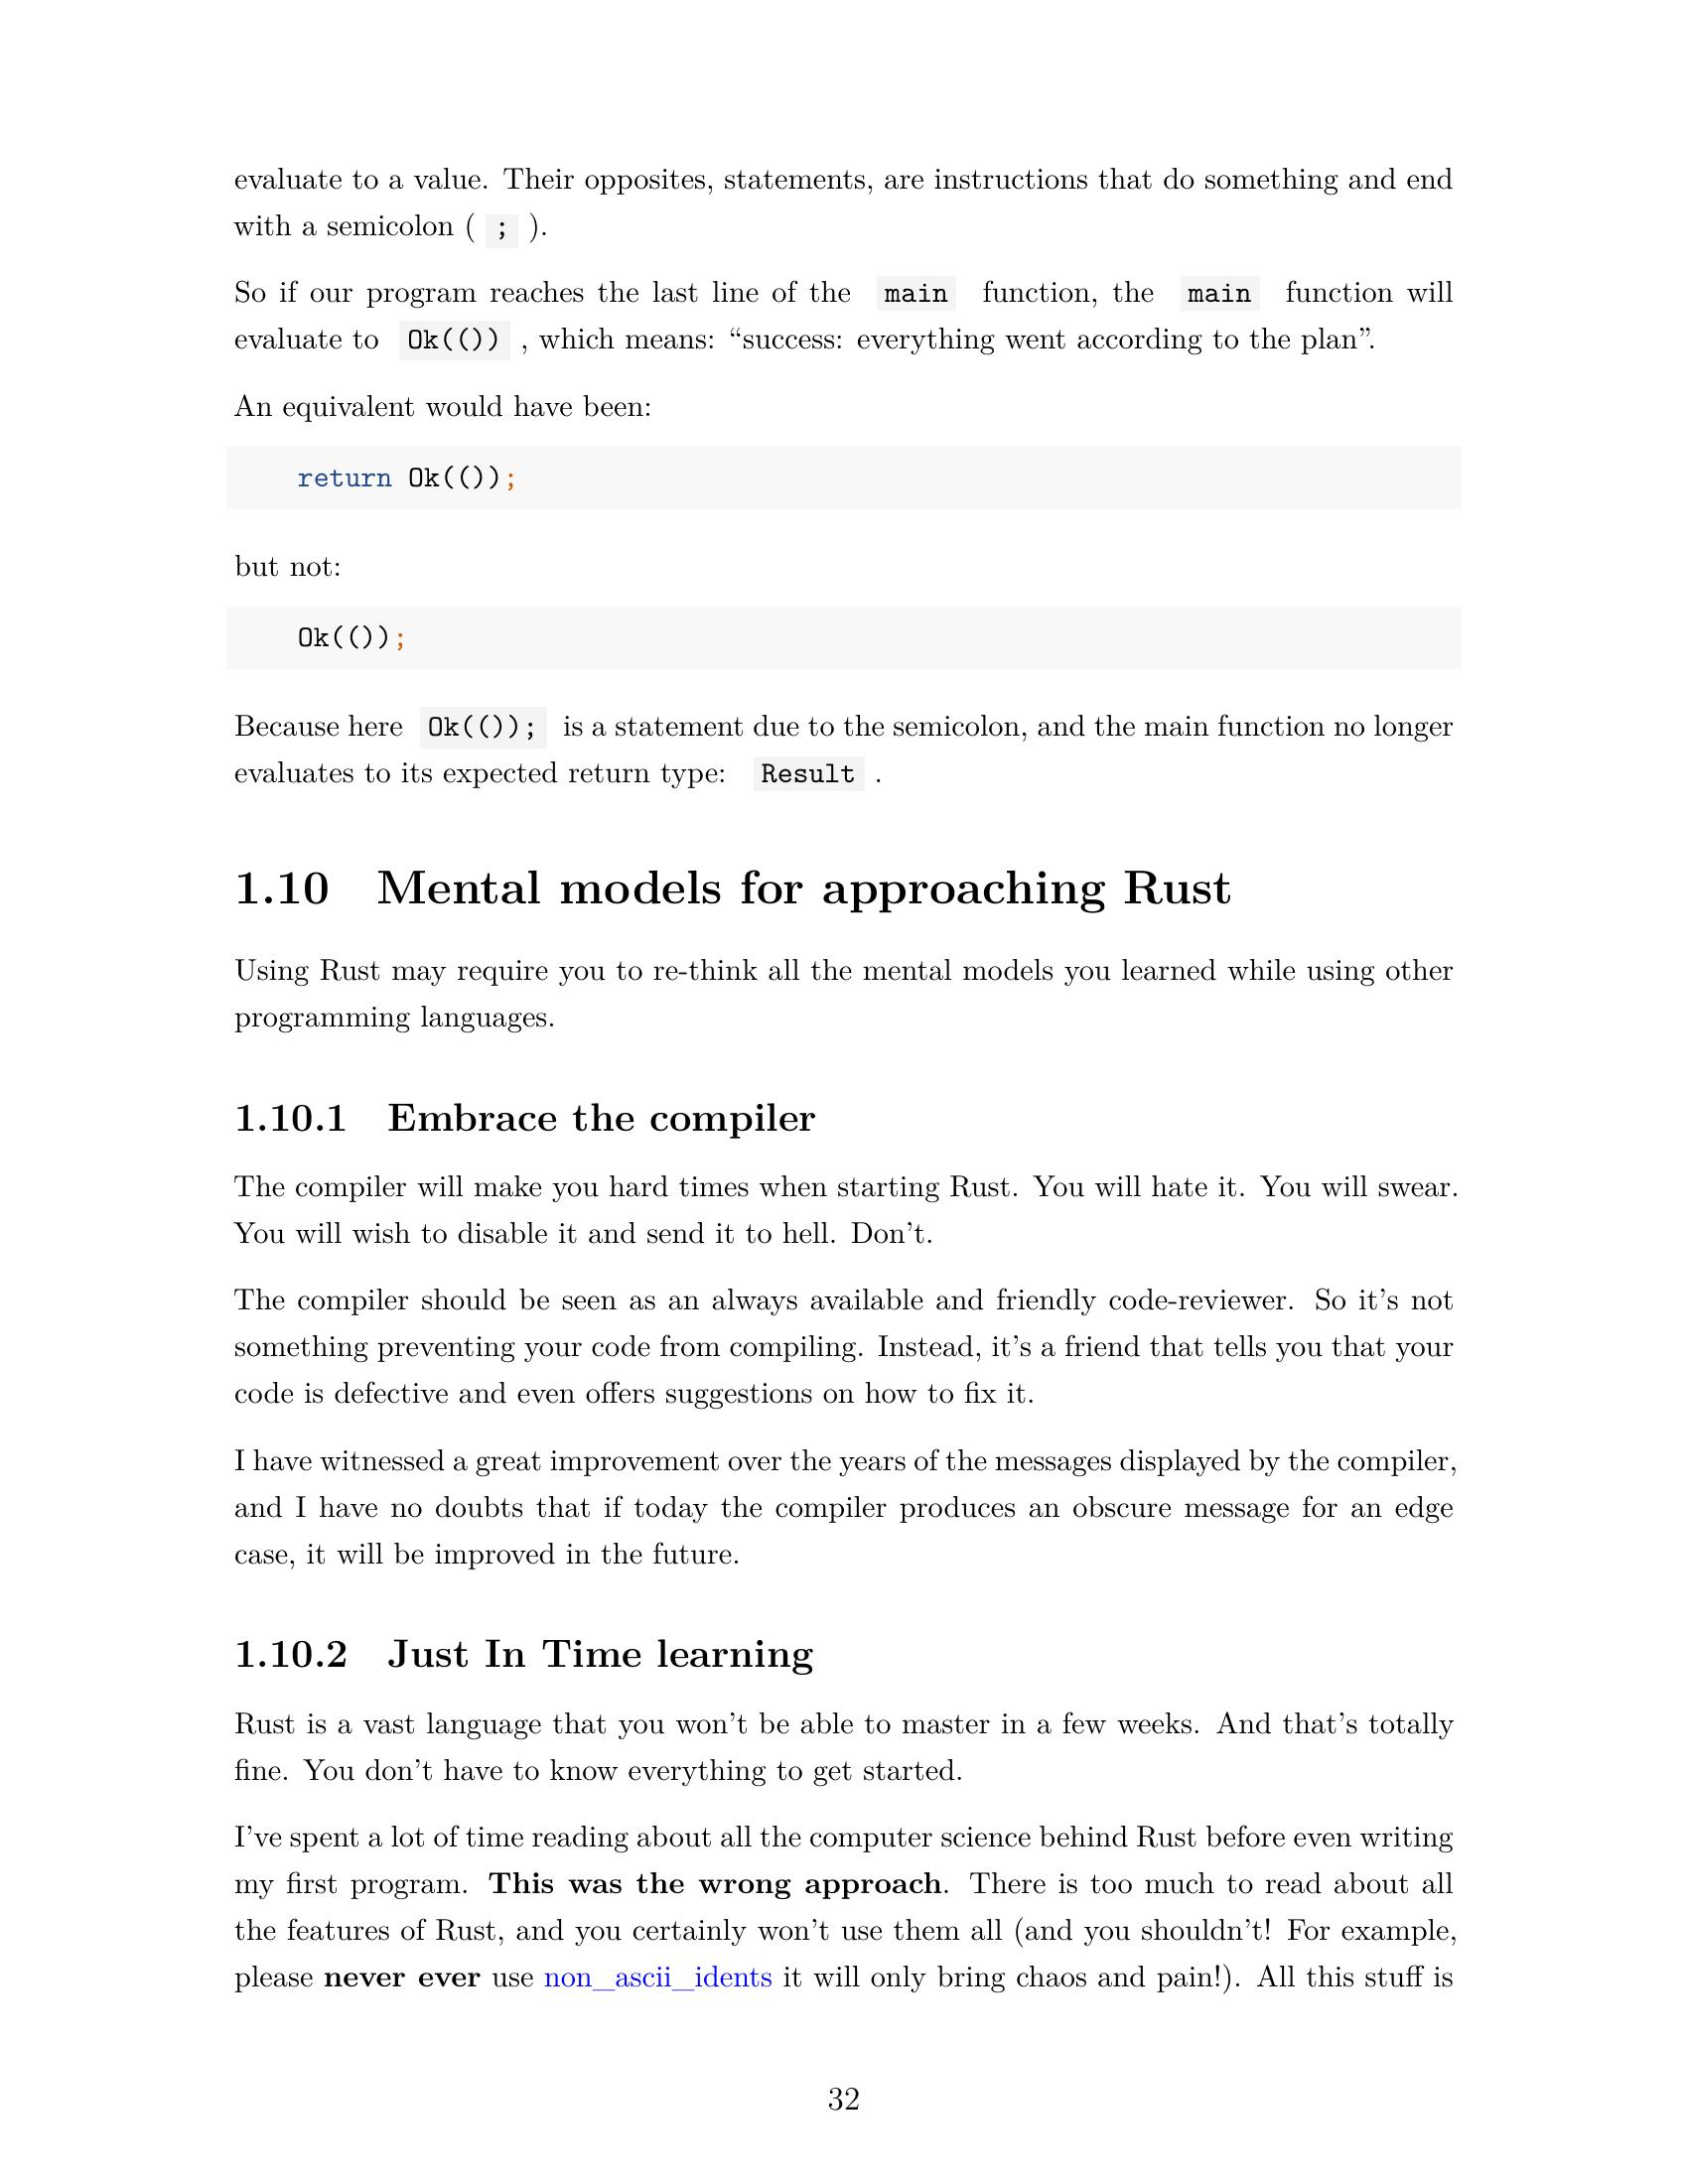 evaluate to a value. Their opposites, statements, are instructions that do something and end
with a semicolon ( ; ).
So if our program reaches the last line of the main function, the main function will
evaluate to Ok(()) , which means: “success: everything went according to the plan”.
An equivalent would have been:
return Ok(());
but not:
Ok(());
Because here Ok(()); is a statement due to the semicolon, and the main function no longer
evaluates to its expected return type: Result .
1.10 Mental models for approaching Rust
Using Rust may require you to re-think all the mental models you learned while using other
programming languages.
1.10.1 Embrace the compiler
The compiler will make you hard times when starting Rust. You will hate it. You will swear.
You will wish to disable it and send it to hell. Don’t.
The compiler should be seen as an always available and friendly code-reviewer. So it’s not
something preventing your code from compiling. Instead, it’s a friend that tells you that your
code is defective and even offers suggestions on how to fix it.
I have witnessed a great improvement over the years of the messages displayed by the compiler,
and I have no doubts that if today the compiler produces an obscure message for an edge
case, it will be improved in the future.
1.10.2 Just In Time learning
Rust is a vast language that you won’t be able to master in a few weeks. And that’s totally
fine. You don’t have to know everything to get started.
I’ve spent a lot of time reading about all the computer science behind Rust before even writing
my first program. This was the wrong approach. There is too much to read about all
the features of Rust, and you certainly won’t use them all (and you shouldn’t! For example,
please never ever use non_ascii_idents it will only bring chaos and pain!). All this stuff is
32